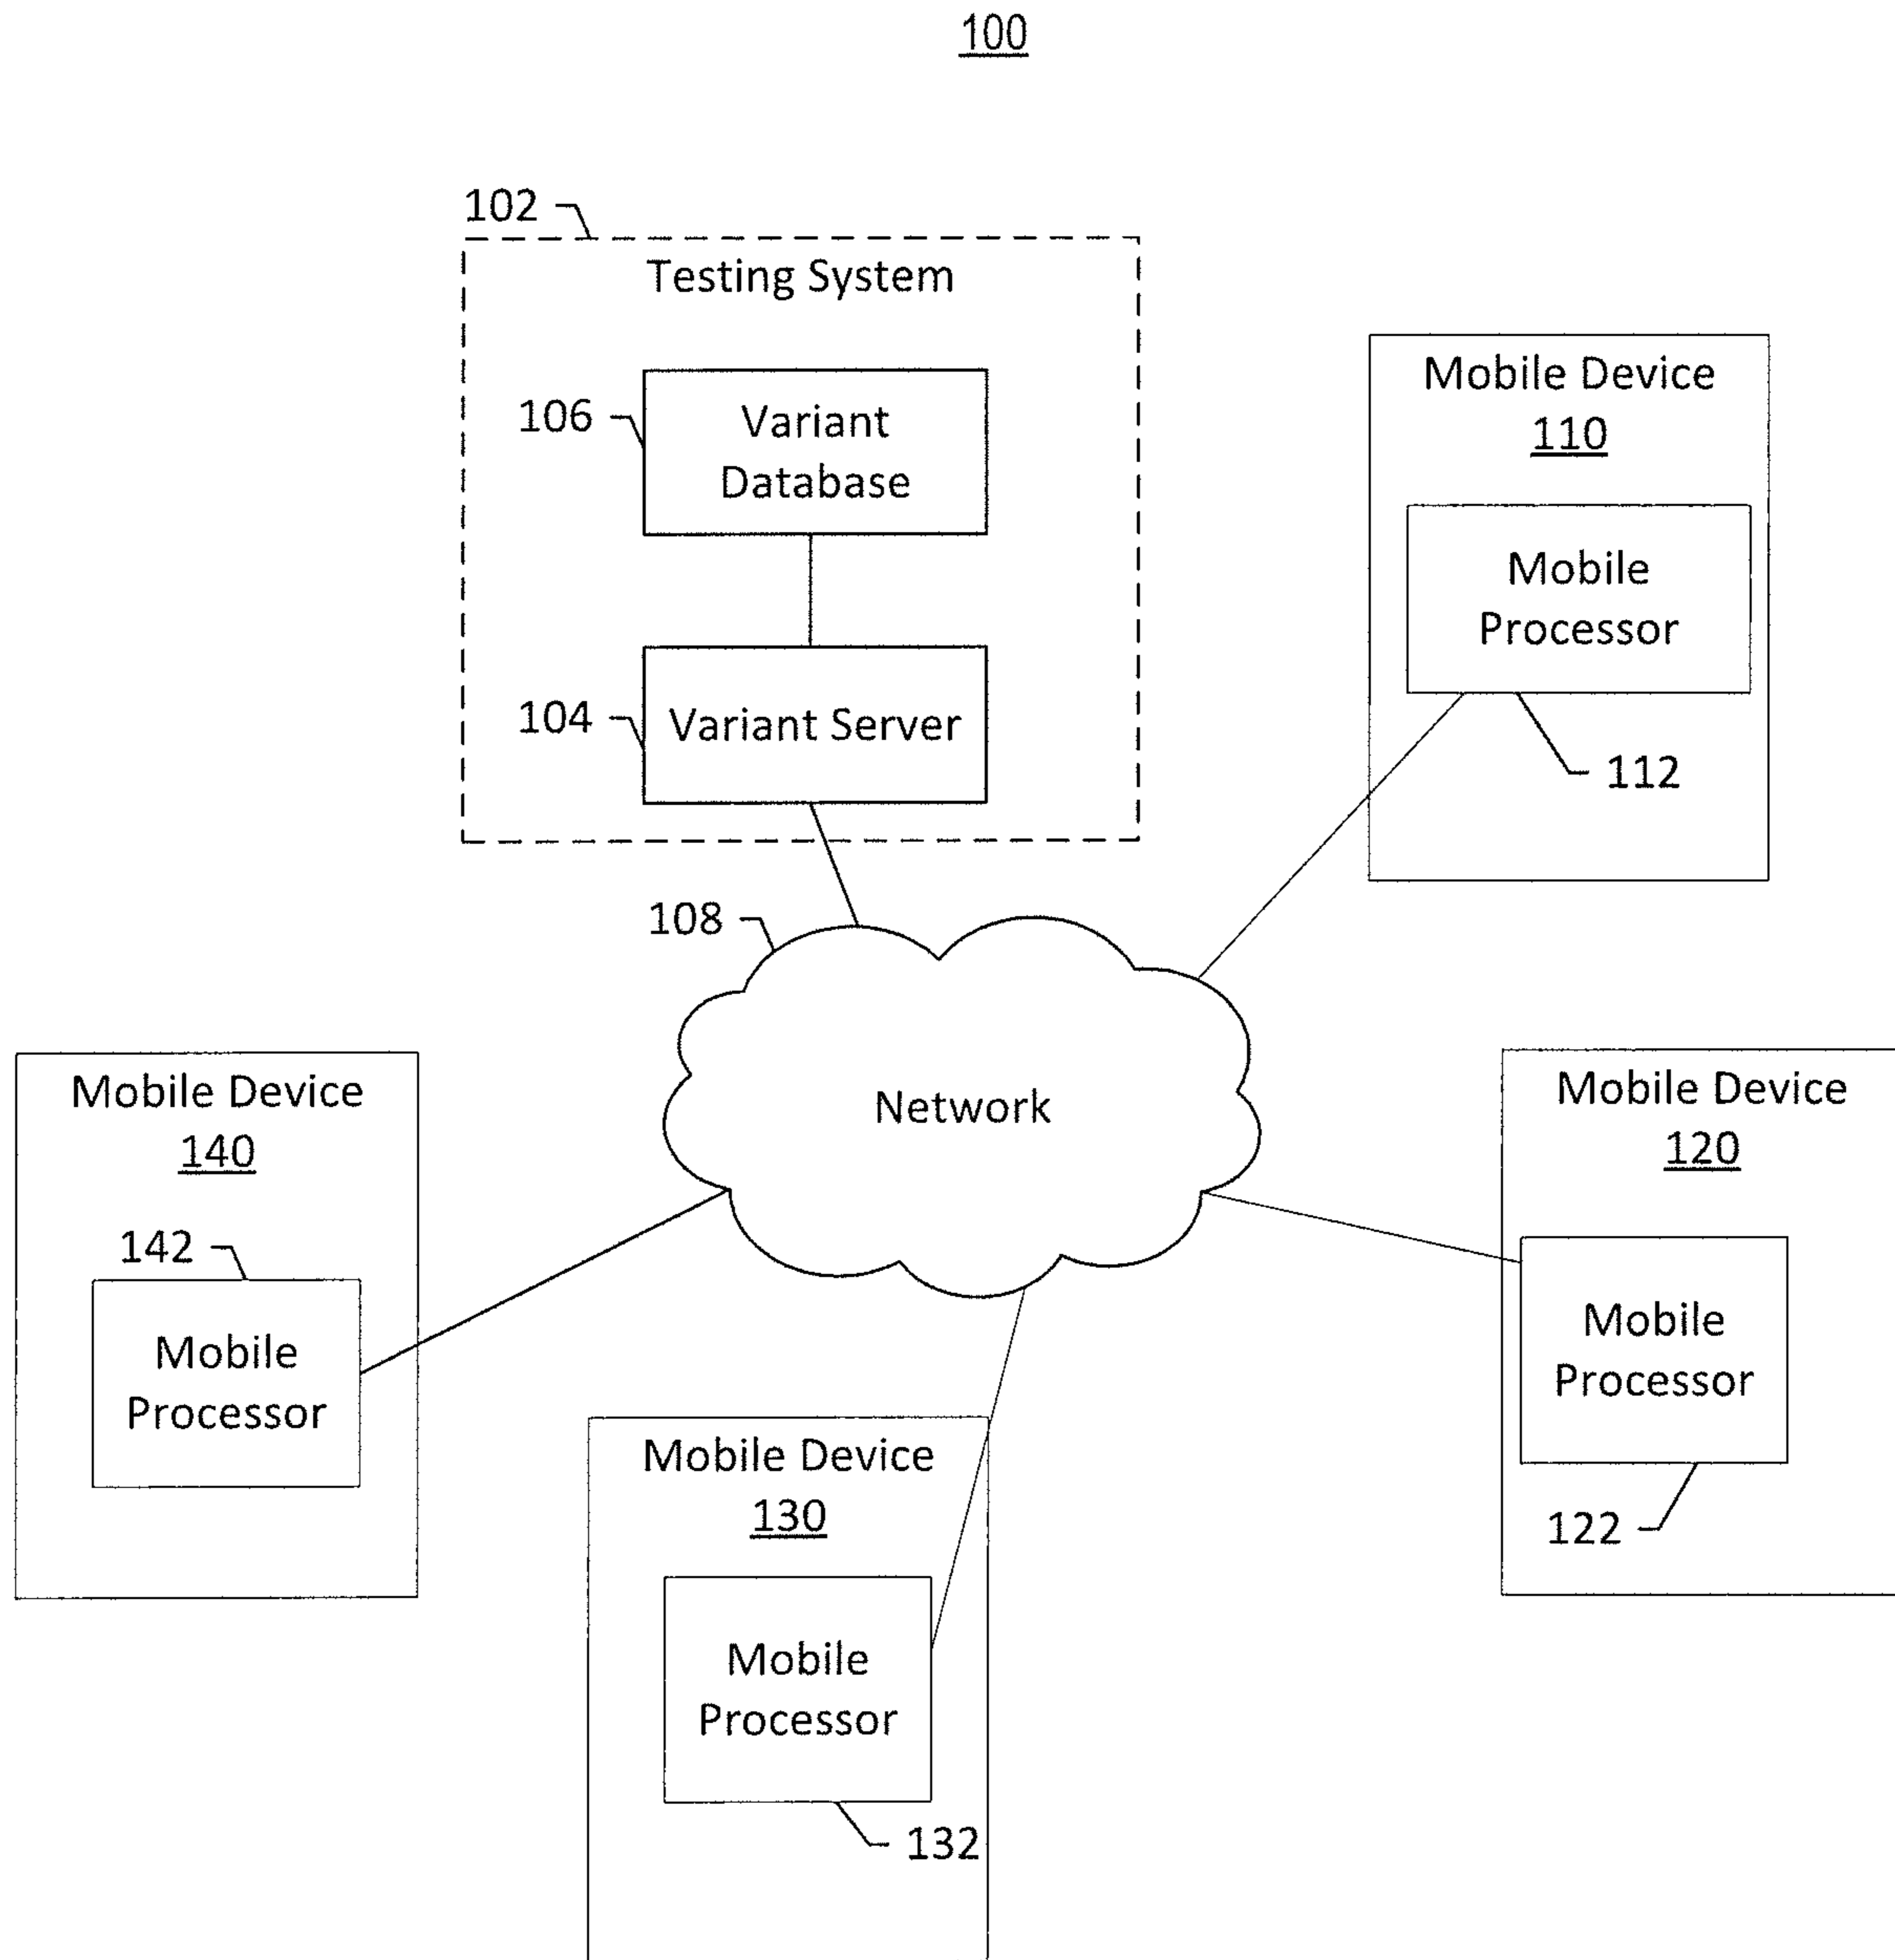 100
102
Testing System
106
Variant
Database
104
Variant Server
Mobile Device
110
Mobile
Processor
112
108
Network
Mobile Device
140
142
Mobile
Processor
Mobile Device
120
Mobile
Processor
122
Mobile Device
130
Mobile
Processor
132